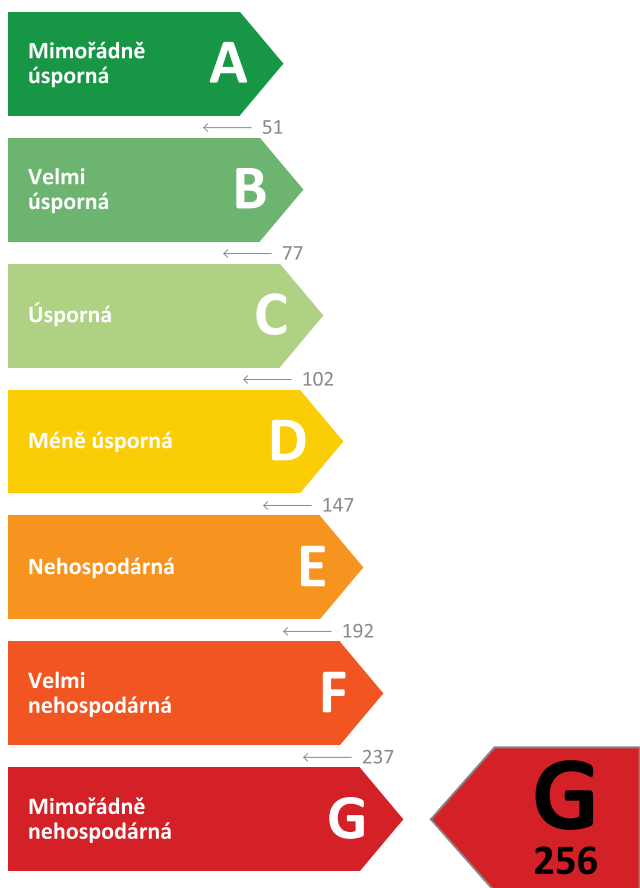 Mimořádně
úsporná
A
51
Velmi
úsporná
B
77
Úsporná
C
102
Méně úsporná
D
147
Nehospodárná
E
192
Velmi
nehospodárná
F
237
Mimořádně
nehospodárná
G
G
256